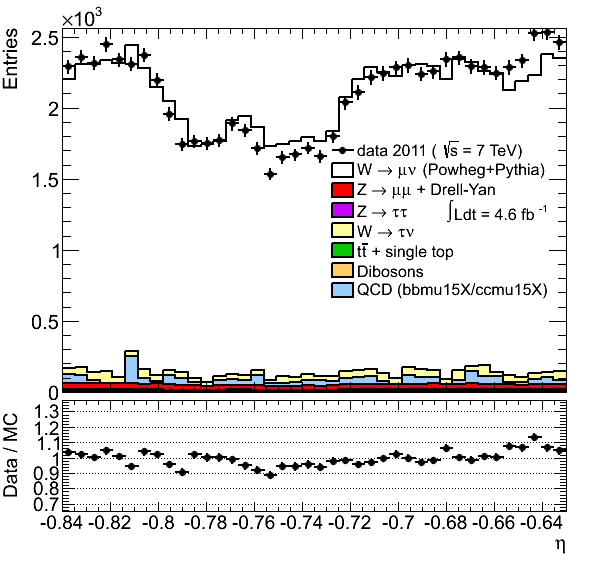 ×10³
Entries
2.5
2
1.5
1
0.5
0
data 2011 ( √s = 7 TeV)
W → μν (Powheg+Pythia)
Z → μμ + Drell-Yan
Z → ττ
∫Ldt = 4.6 fb⁻¹
W → τν
tt̄ + single top
Dibosons
QCD (bbmu15X/ccmu15X)
Data / MC
1.3
1.2
1.1
1
0.9
0.8
0.7
-0.84 -0.82 -0.8 -0.78 -0.76 -0.74 -0.72 -0.7 -0.68 -0.66 -0.64
η